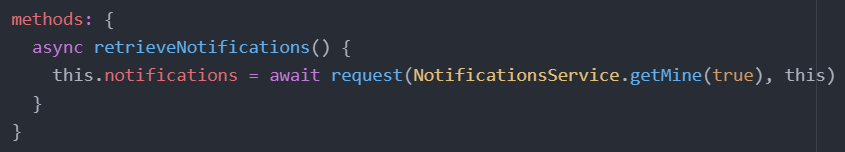 methods: {
  async retrieveNotifications() {
    this.notifications = await request(NotificationsService.getMine(true), this)
  }
}